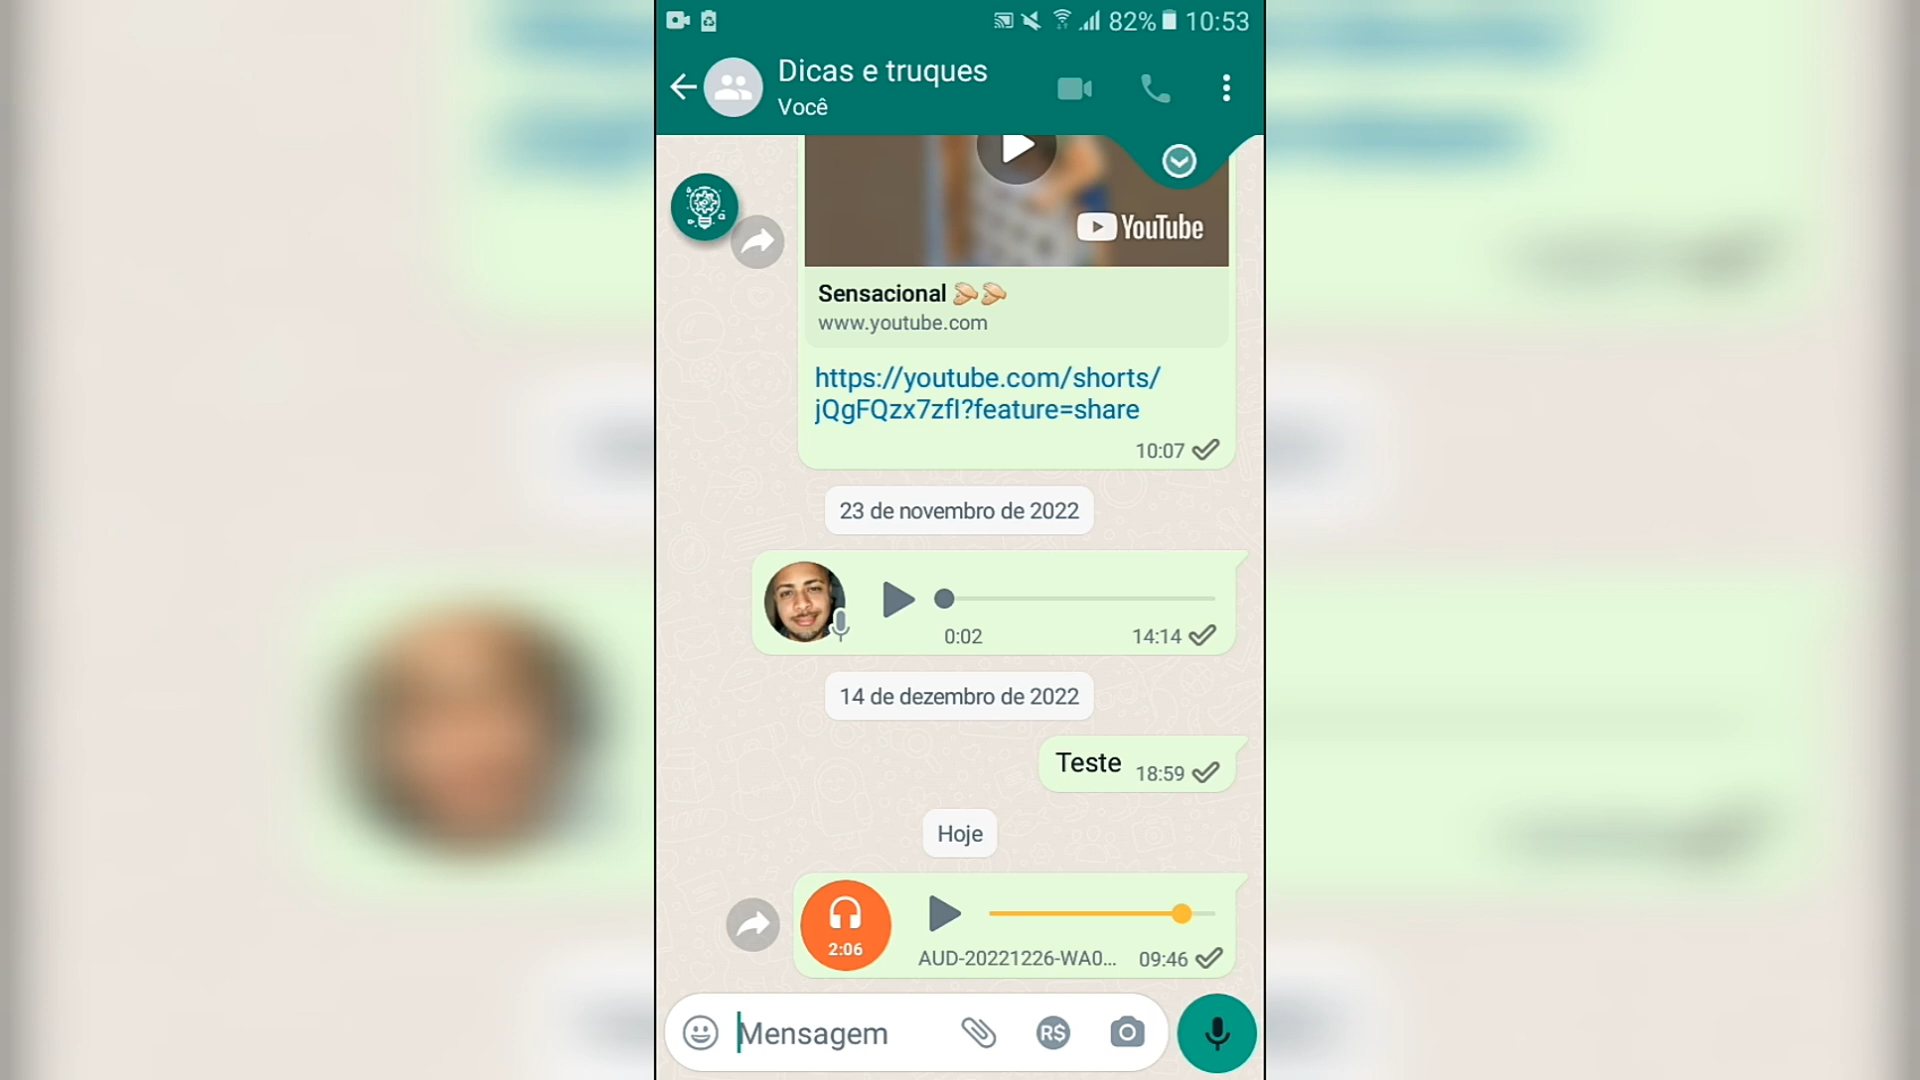 82% 10:53
Dicas e truques
Você
YouTube
Sensacional
www.youtube.com
https://youtube.com/shorts/
jQgFQzx7zfI?feature=share
10:07
23 de novembro de 2022
0:02 14:14
14 de dezembro de 2022
Teste 18:59
Hoje
2:06
AUD-20221226-WA0... 09:46
Mensagem R$